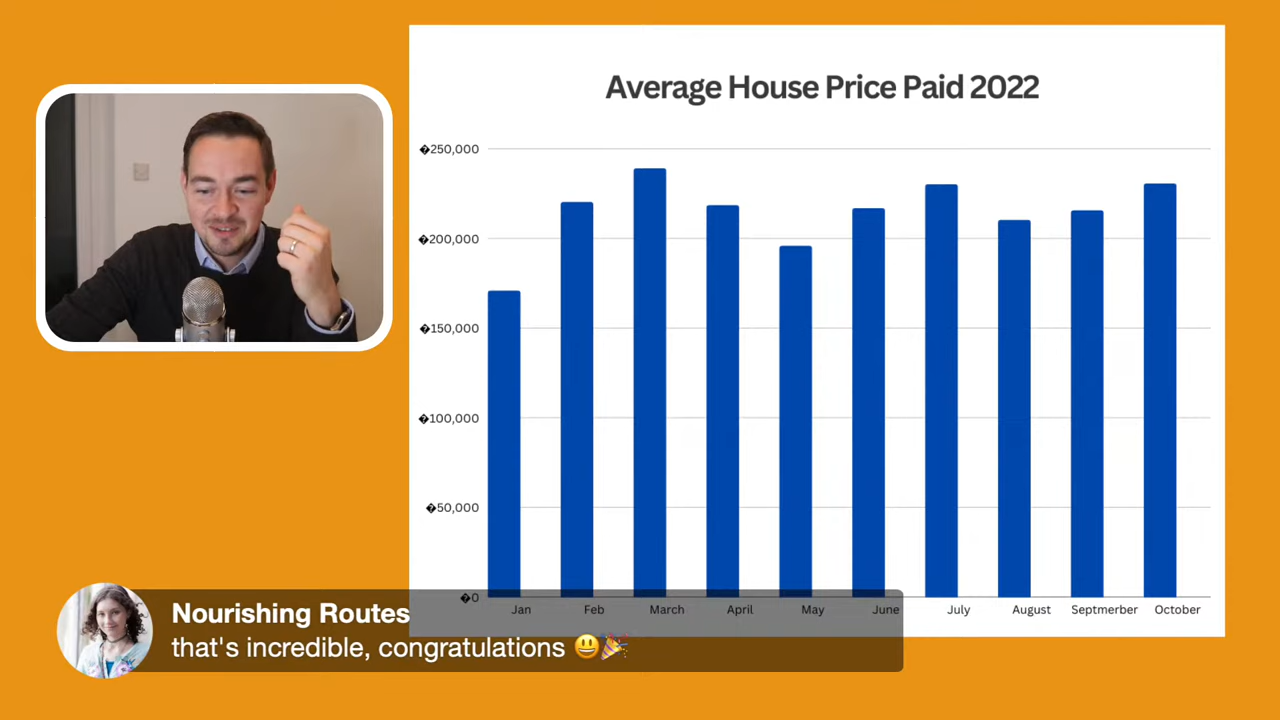 Average House Price Paid 2022
�250,000
�200,000
�150,000
�100,000
�50,000
�0
Jan Feb March April May June July August Septmerber October
Nourishing Routes
that's incredible, congratulations 😃🎉